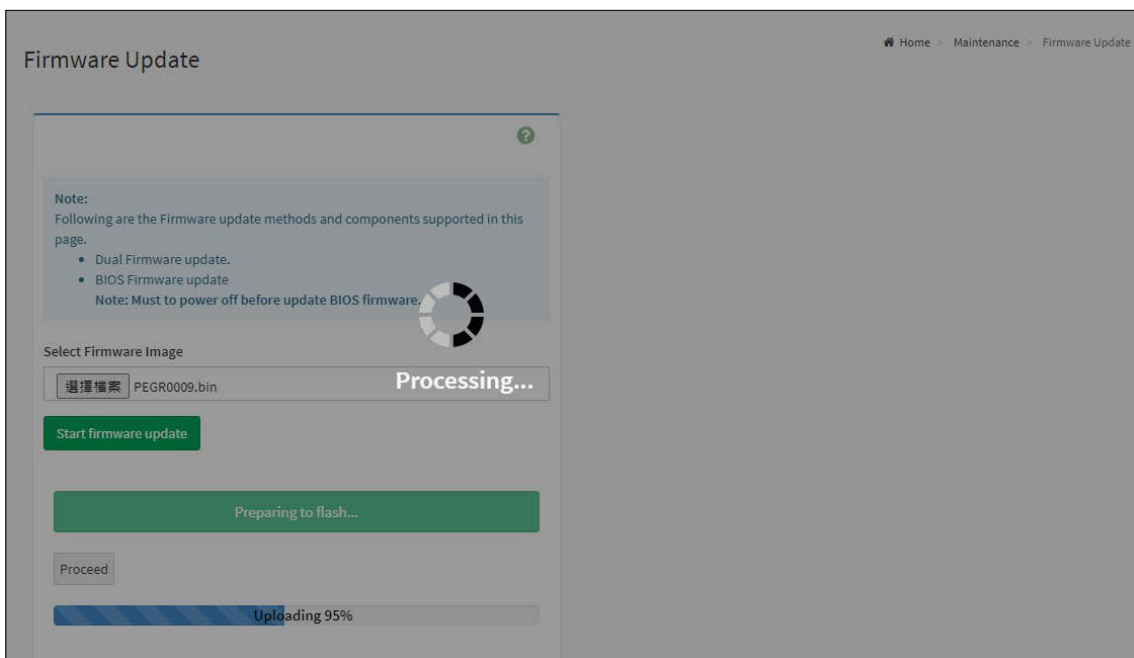 Home > Maintenance > Firmware Update
Firmware Update
Note:
Following are the Firmware update methods and components supported in this
page.
• Dual Firmware update.
• BIOS Firmware update
Note: Must to power off before update BIOS firmware.
Select Firmware Image
選擇檔案 PEGR0009.bin
Processing...
Start firmware update
Preparing to flash...
Proceed
Uploading 95%